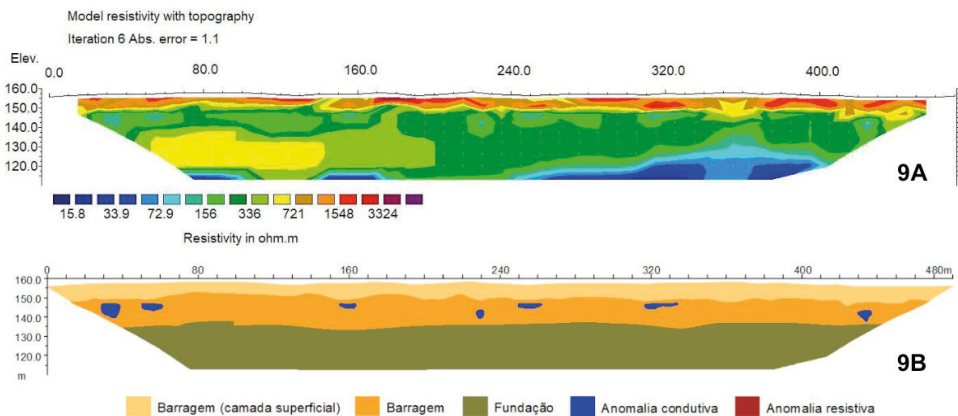 Model resistivity with topography
Iteration 6 Abs. error = 1.1
Elev.
0.0 80.0 160.0 240.0 320.0 400.0
160.0
150.0
140.0
130.0
120.0
9A
15.8 33.9 72.9 156 336 721 1548 3324
Resistivity in ohm.m
0 80 160 240 320 400 480m
160.0
150.0
140.0
130.0
120.0
m
9B
Barragem (camada superficial) Barragem Fundação Anomalia condutiva Anomalia resistiva